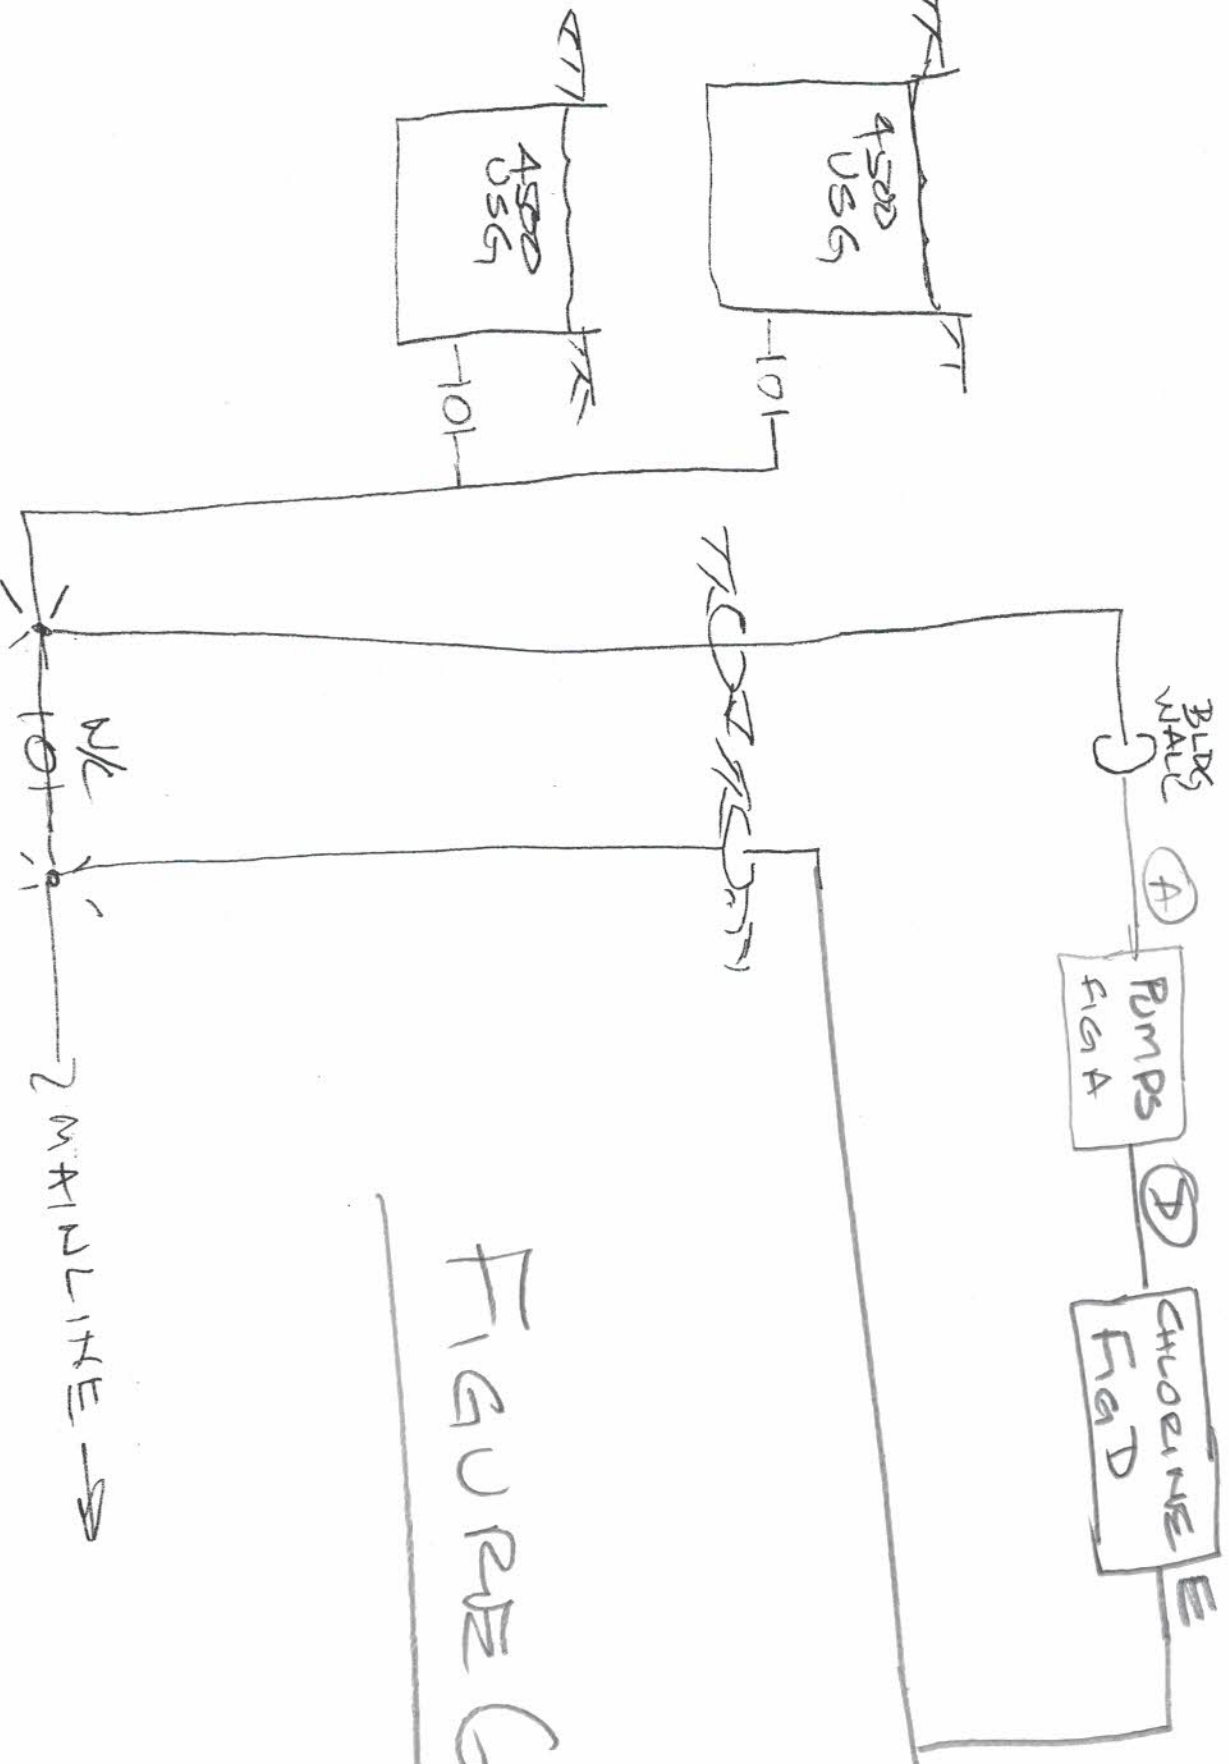 4500
USG
4500
USG
BLDG
WALL
A
PUMPS
FIG A
D
CHLORINE
FIG D
E
N/C
MAINLINE
FIGURE C